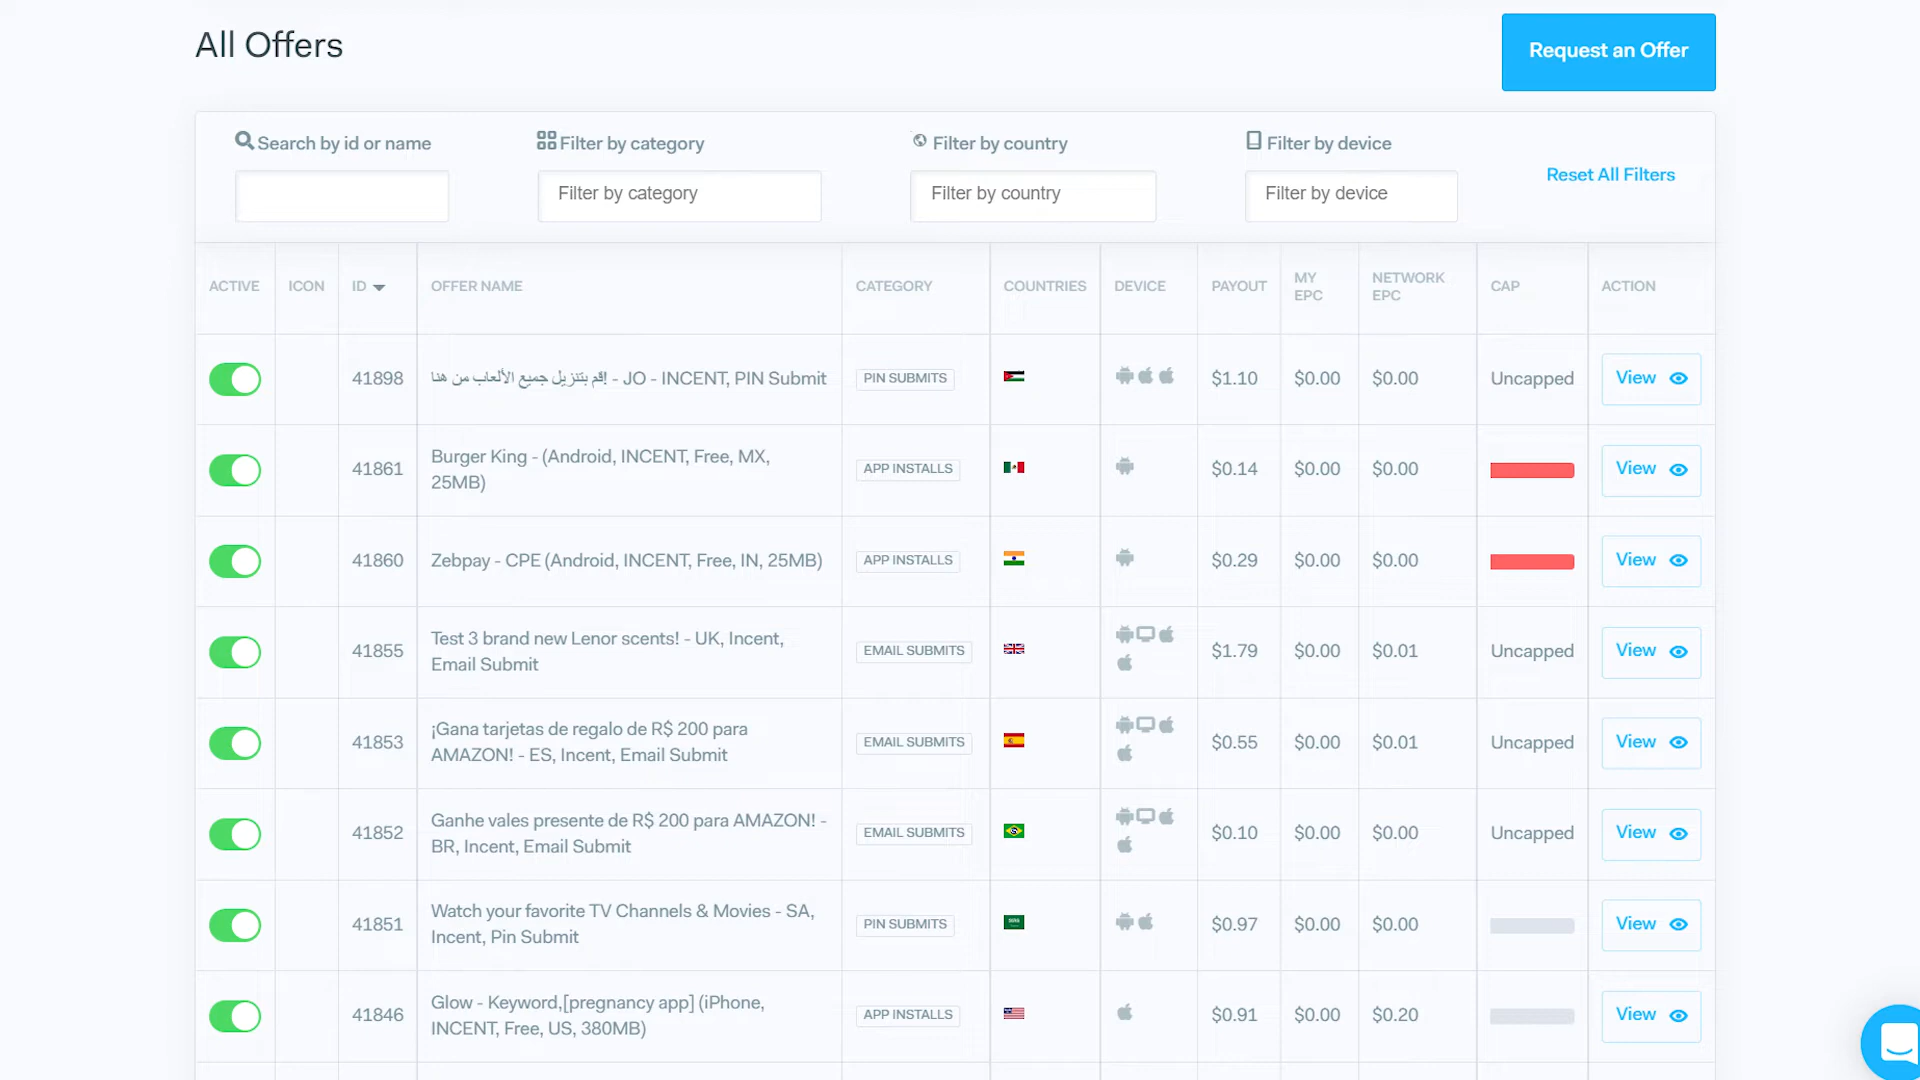 All Offers
Request an Offer
Search by id or name
Filter by category
Filter by country
Filter by device
Filter by category
Filter by country
Filter by device
Reset All Filters
ACTIVE ICON ID OFFER NAME CATEGORY COUNTRIES DEVICE PAYOUT MY EPC NETWORK EPC CAP ACTION
41898 قم بتنزيل جميع الألعاب من هنا! - JO - INCENT, PIN Submit PIN SUBMITS $1.10 $0.00 $0.00 Uncapped View
41861 Burger King - (Android, INCENT, Free, MX,
25MB) APP INSTALLS $0.14 $0.00 $0.00 View
41860 Zebpay - CPE (Android, INCENT, Free, IN, 25MB) APP INSTALLS $0.29 $0.00 $0.00 View
41855 Test 3 brand new Lenor scents! - UK, Incent,
Email Submit EMAIL SUBMITS $1.79 $0.00 $0.01 Uncapped View
41853 ¡Gana tarjetas de regalo de R$ 200 para
AMAZON! - ES, Incent, Email Submit EMAIL SUBMITS $0.55 $0.00 $0.01 Uncapped View
41852 Ganhe vales presente de R$ 200 para AMAZON! -
BR, Incent, Email Submit EMAIL SUBMITS $0.10 $0.00 $0.00 Uncapped View
41851 Watch your favorite TV Channels & Movies - SA,
Incent, Pin Submit PIN SUBMITS $0.97 $0.00 $0.00 View
41846 Glow - Keyword,[pregnancy app] (iPhone,
INCENT, Free, US, 380MB) APP INSTALLS $0.91 $0.00 $0.20 View